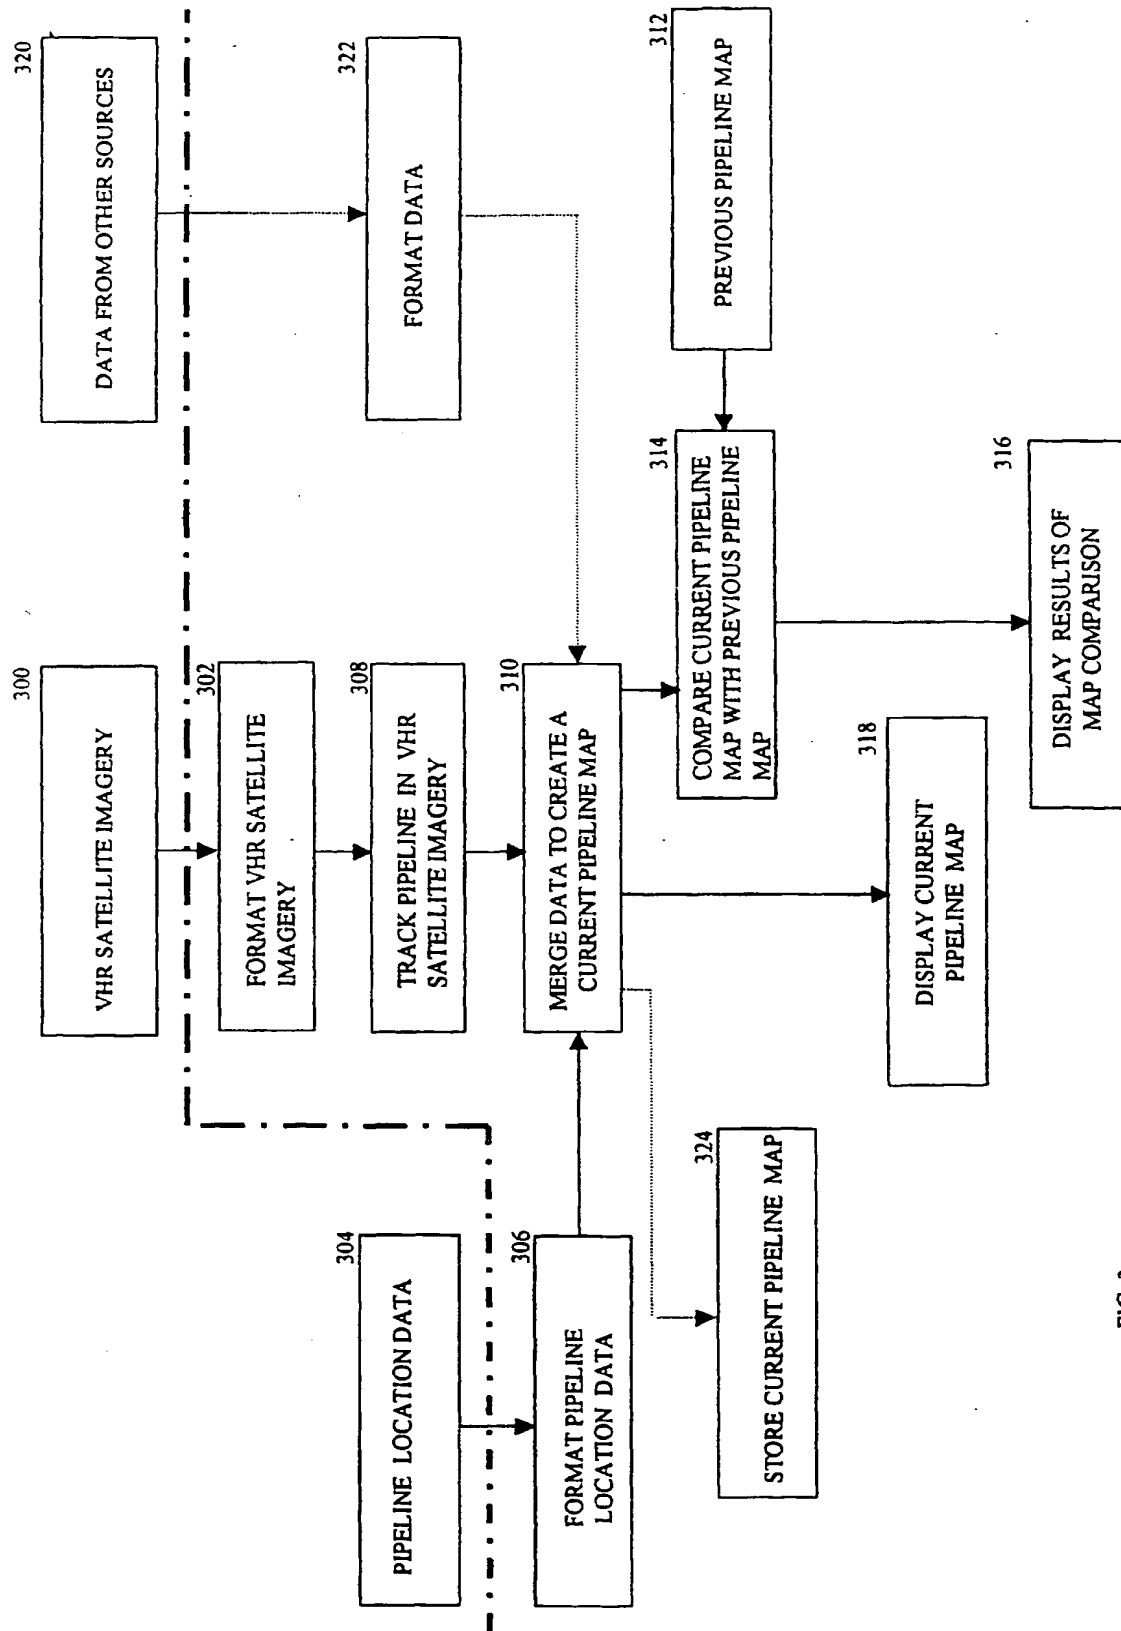 300
VHR SATELLITE IMAGERY
320
DATA FROM OTHER SOURCES
302
FORMAT VHR SATELLITE
IMAGERY
304
PIPELINE LOCATION DATA
308
TRACK PIPELINE IN VHR
SATELLITE IMAGERY
322
FORMAT DATA
306
FORMAT PIPELINE
LOCATION DATA
310
MERGE DATA TO CREATE A
CURRENT PIPELINE MAP
312
PREVIOUS PIPELINE MAP
314
COMPARE CURRENT PIPELINE
MAP WITH PREVIOUS PIPELINE
MAP
324
STORE CURRENT PIPELINE MAP
318
DISPLAY CURRENT
PIPELINE MAP
316
DISPLAY RESULTS OF
MAP COMPARISON